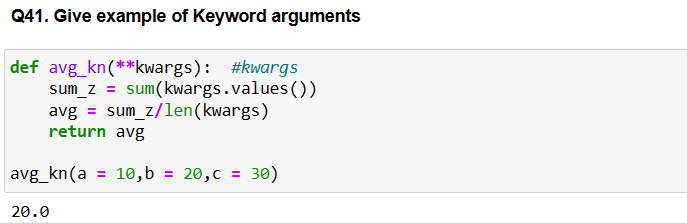 Q41. Give example of Keyword arguments
def avg_kn(**kwargs):  #kwargs
    sum_z = sum(kwargs.values())
    avg = sum_z/len(kwargs)
    return avg
avg_kn(a = 10,b = 20,c = 30)
20.0